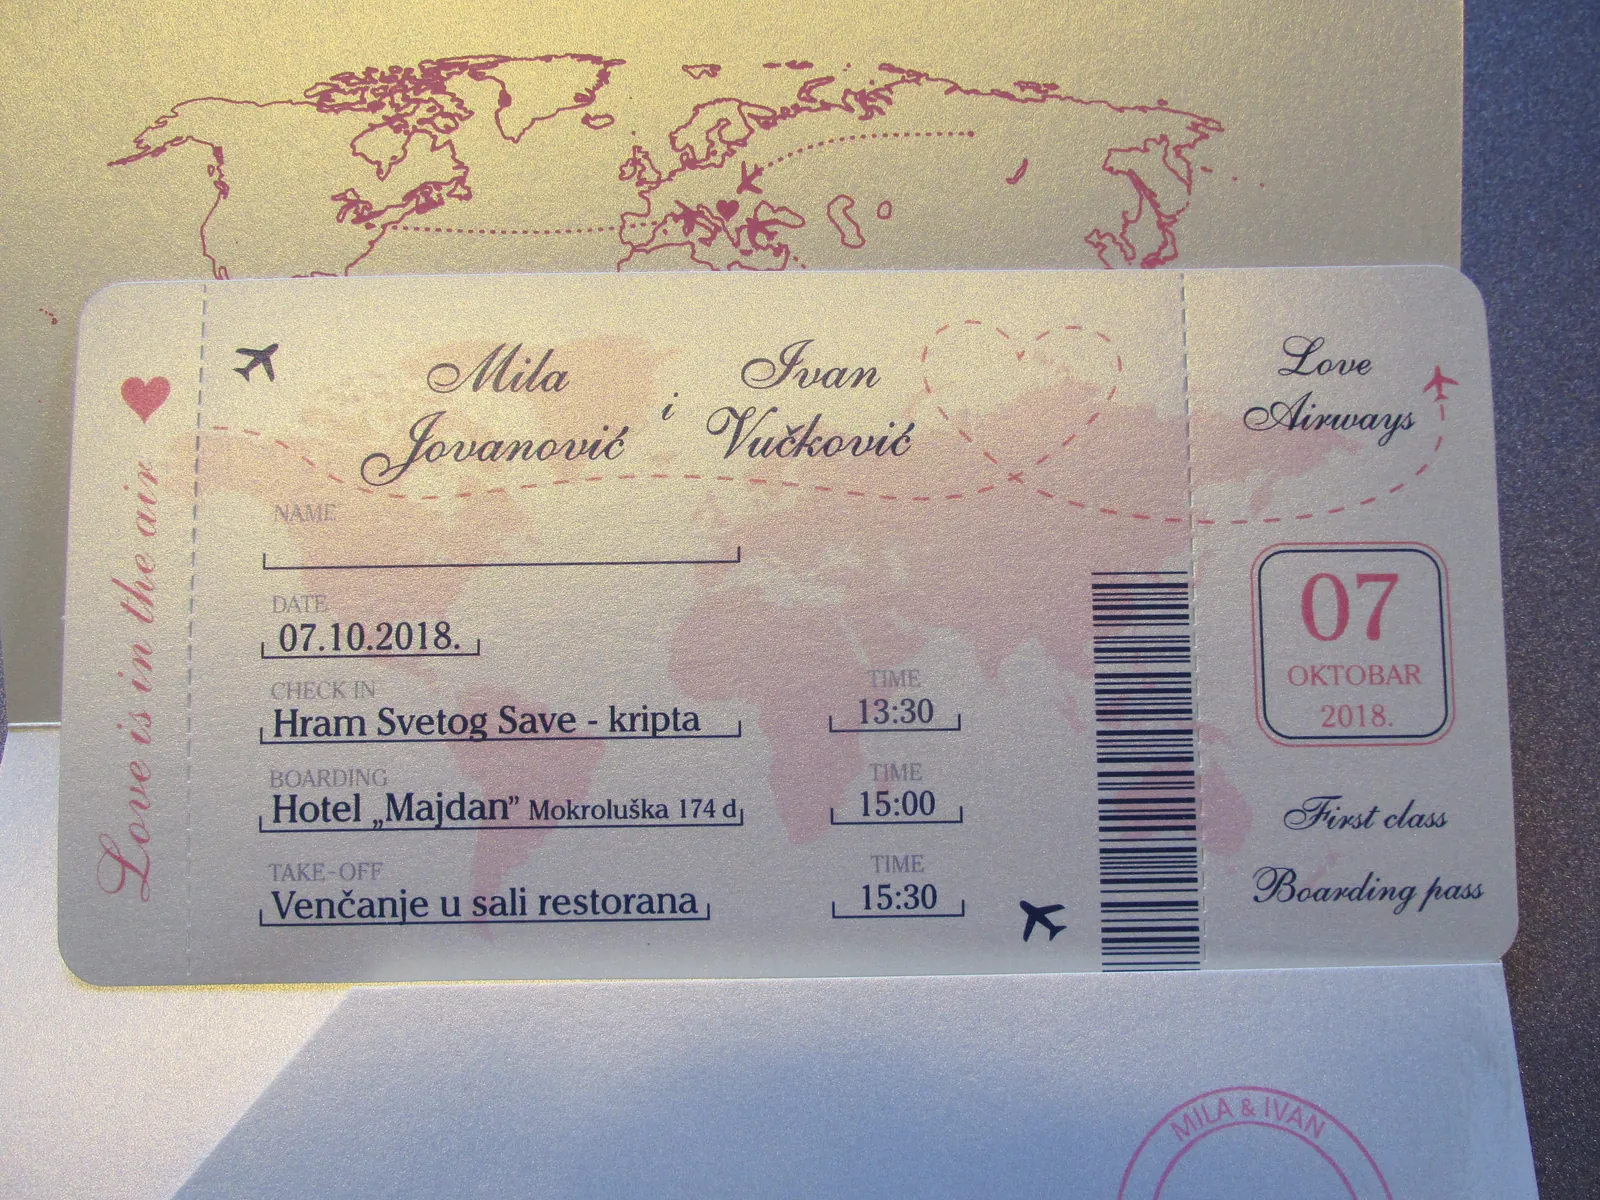 Love is in the air
Mila i Ivan
Jovanović Vučković
NAME
DATE
07.10.2018.
CHECK IN TIME
Hram Svetog Save - kripta 13:30
BOARDING TIME
Hotel „Majdan” Mokroluška 174 d 15:00
TAKE-OFF TIME
Venčanje u sali restorana 15:30
Love
Airways
07
OKTOBAR
2018.
First class
Boarding pass
MILA & IVAN